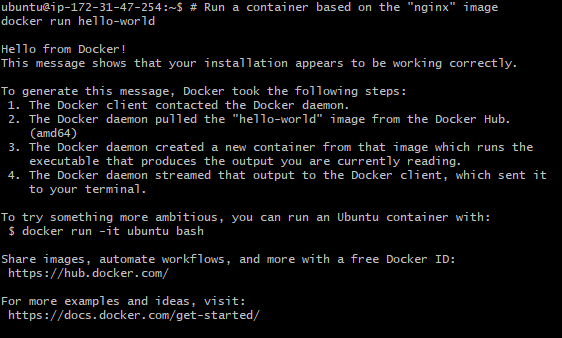 ubuntu@ip-172-31-47-254:~$ # Run a container based on the "nginx" image
docker run hello-world

Hello from Docker!
This message shows that your installation appears to be working correctly.

To generate this message, Docker took the following steps:
 1. The Docker client contacted the Docker daemon.
 2. The Docker daemon pulled the "hello-world" image from the Docker Hub.
    (amd64)
 3. The Docker daemon created a new container from that image which runs the
    executable that produces the output you are currently reading.
 4. The Docker daemon streamed that output to the Docker client, which sent it
    to your terminal.

To try something more ambitious, you can run an Ubuntu container with:
 $ docker run -it ubuntu bash

Share images, automate workflows, and more with a free Docker ID:
 https://hub.docker.com/

For more examples and ideas, visit:
 https://docs.docker.com/get-started/